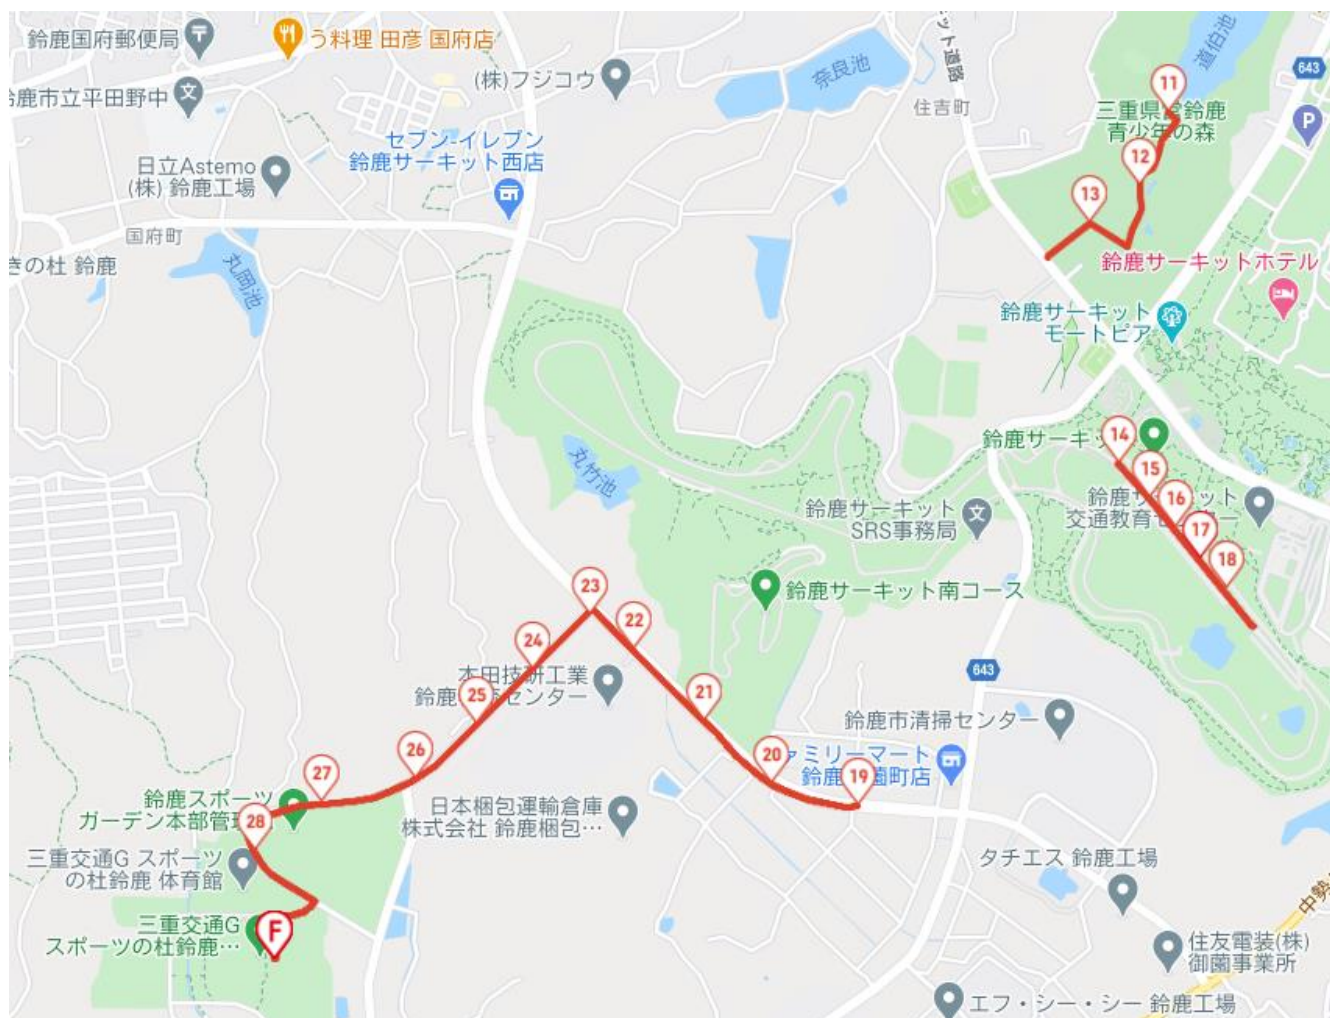 鈴鹿国府郵便局
う料理 田彦 国府店
(株)フジコウ
奈良池
道伯池
643
ット道路
住吉町
鹿市立平田野中
セブン-イレブン
鈴鹿サーキット西店
日立Astemo
(株) 鈴鹿工場
11
三重県営鈴鹿
青少年の森
P
12
13
国府町
丸岡池
きの杜 鈴鹿
鈴鹿サーキットホテル
鈴鹿サーキット
モートピア
14
鈴鹿サーキ
15
丸竹池
鈴鹿サーキット
SRS事務局
16
交通教育センター
17
18
23
鈴鹿サーキット南コース
22
24
本田技研工業
643
25
センター
21
鈴鹿市清掃センター
26
20
ァミリーマート
19
27
鈴鹿スポーツ
ガーデン本部管
28
日本梱包運輸倉庫
株式会社 鈴鹿梱包…
三重交通G スポーツ
の杜鈴鹿 体育館
タチエス 鈴鹿工場
中勢
三重交通G
スポーツの杜鈴鹿…
F
住友電装(株)
御薗事業所
エフ・シー・シー 鈴鹿工場